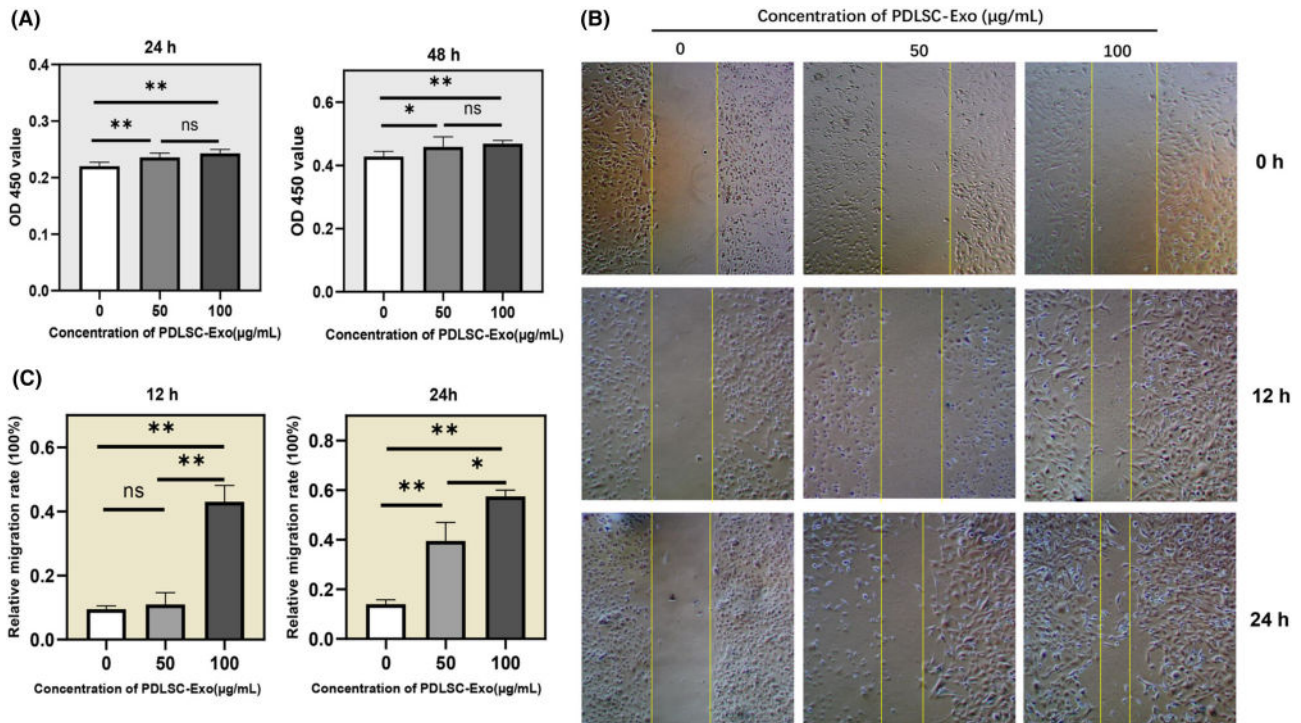 (A)
24 h
OD 450 value
0.4
0.3
0.2
0.1
0.0
**
**
ns
0 50 100
Concentration of PDLSC-Exo(μg/mL)
48 h
OD 450 value
0.6
0.4
0.2
0.0
**
*
ns
0 50 100
Concentration of PDLSC-Exo(μg/mL)
(B)
Concentration of PDLSC-Exo (μg/mL)
0 50 100
0 h
12 h
24 h
(C)
12 h
Relative migration rate (100%)
0.6
0.4
0.2
0.0
**
**
ns
0 50 100
Concentration of PDLSC-Exo(μg/mL)
24h
Relative migration rate (100%)
0.8
0.6
0.4
0.2
0.0
**
*
**
0 50 100
Concentration of PDLSC-Exo(μg/mL)